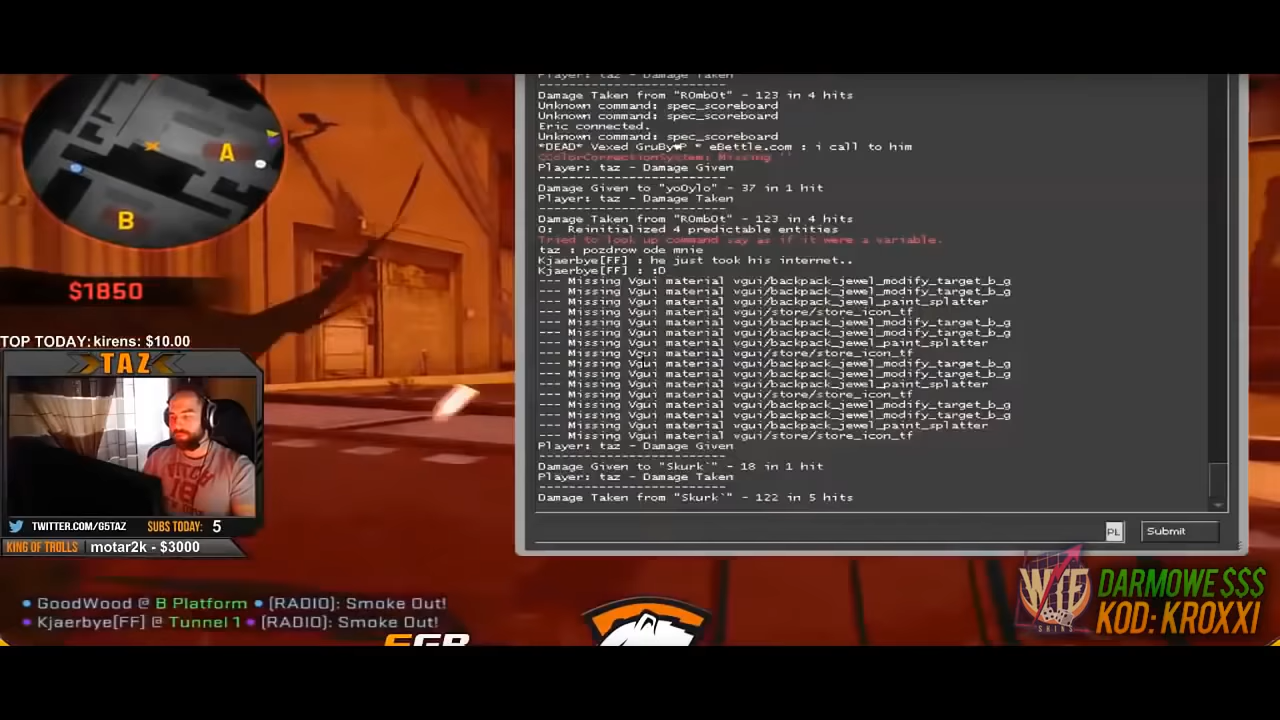 Player: taz - Damage Taken
-----------------------------
Damage Taken from "R0mb0t" - 123 in 4 hits
Unknown command: spec_scoreboard
Unknown command: spec_scoreboard
Eric connected.
Unknown command: spec_scoreboard
*DEAD* Vexed GruBy♥P * eBettle.com : i call to him
CColorCorrectionSystem: Missing ''
Player: taz - Damage Given
-----------------------------
Damage Given to "yo0ylo" - 37 in 1 hit
Player: taz - Damage Taken
-----------------------------
Damage Taken from "R0mb0t" - 123 in 4 hits
0:  Reinitialized 4 predictable entities
Tried to look up command say as if it were a variable.
taz : pozdrow ode mnie
Kjaerbye[FF] : he just took his internet..
Kjaerbye[FF] : :D
--- Missing Vgui material vgui/backpack_jewel_modify_target_b_g
--- Missing Vgui material vgui/backpack_jewel_modify_target_b_g
--- Missing Vgui material vgui/backpack_jewel_paint_splatter
--- Missing Vgui material vgui/store/store_icon_tf
--- Missing Vgui material vgui/backpack_jewel_modify_target_b_g
--- Missing Vgui material vgui/backpack_jewel_modify_target_b_g
--- Missing Vgui material vgui/backpack_jewel_paint_splatter
--- Missing Vgui material vgui/store/store_icon_tf
--- Missing Vgui material vgui/backpack_jewel_modify_target_b_g
--- Missing Vgui material vgui/backpack_jewel_modify_target_b_g
--- Missing Vgui material vgui/backpack_jewel_paint_splatter
--- Missing Vgui material vgui/store/store_icon_tf
--- Missing Vgui material vgui/backpack_jewel_modify_target_b_g
--- Missing Vgui material vgui/backpack_jewel_modify_target_b_g
--- Missing Vgui material vgui/backpack_jewel_paint_splatter
--- Missing Vgui material vgui/store/store_icon_tf
Player: taz - Damage Given
-----------------------------
Damage Given to "Skurk`" - 18 in 1 hit
Player: taz - Damage Taken
-----------------------------
Damage Taken from "Skurk`" - 122 in 5 hits
PL Submit
A
B
$1850
TOP TODAY: kirens: $10.00
TAZ
TWITTER.COM/G5TAZ SUBS TODAY: 5
KING OF TROLLS motar2k - $3000
• GoodWood @ B Platform • (RADIO): Smoke Out!
• Kjaerbye[FF] @ Tunnel 1 • (RADIO): Smoke Out!
WTF
SKINS
DARMOWE $$$
KOD: KROXXI